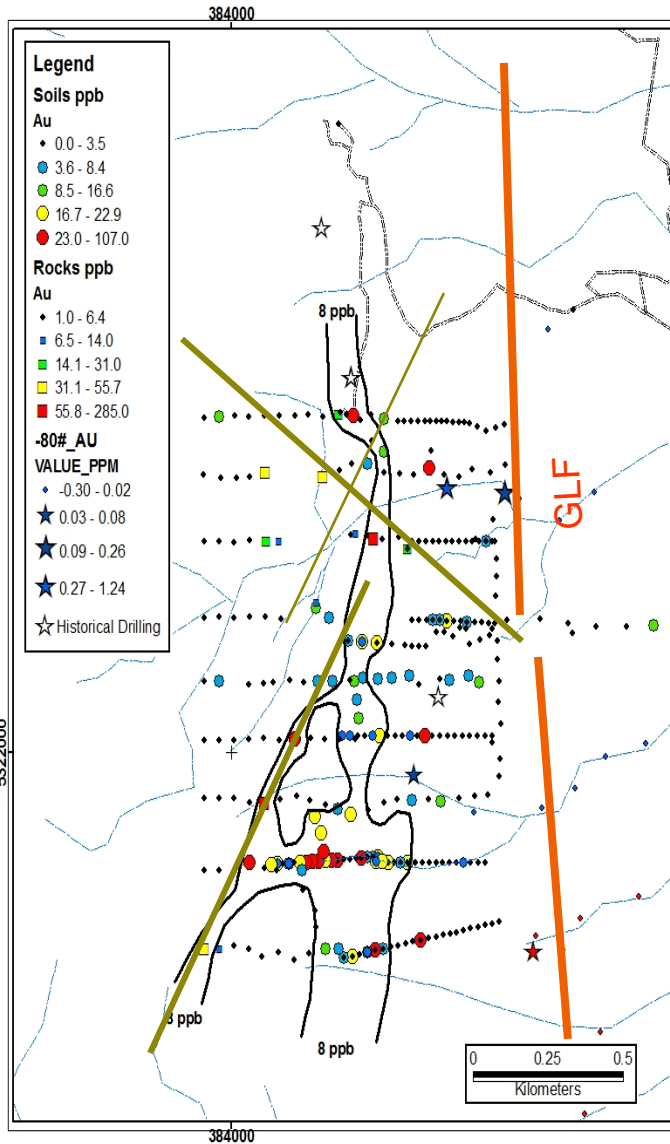 384000
Legend
Soils ppb
Au
0.0 - 3.5
3.6 - 8.4
8.5 - 16.6
16.7 - 22.9
23.0 - 107.0
Rocks ppb
Au
1.0 - 6.4
6.5 - 14.0
14.1 - 31.0
31.1 - 55.7
55.8 - 285.0
-80#_AU
VALUE_PPM
-0.30 - 0.02
0.03 - 0.08
0.09 - 0.26
0.27 - 1.24
Historical Drilling
8 ppb
GLF
5322000
8 ppb
8 ppb
0 0.25 0.5
Kilometers
384000